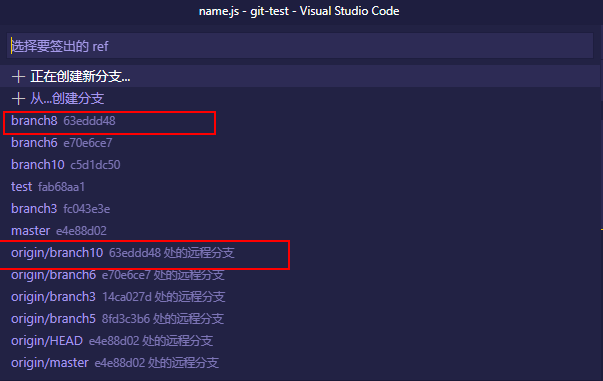 name.js - git-test - Visual Studio Code
选择要签出的 ref
+ 正在创建新分支...
+ 从...创建分支
branch8 63eddd48
branch6 e70e6ce7
branch10 c5d1dc50
test fab68aa1
branch3 fc043e3e
master e4e88d02
origin/branch10 63eddd48 处的远程分支
origin/branch6 e70e6ce7 处的远程分支
origin/branch3 14ca027d 处的远程分支
origin/branch5 8fd3c3b6 处的远程分支
origin/HEAD e4e88d02 处的远程分支
origin/master e4e88d02 处的远程分支